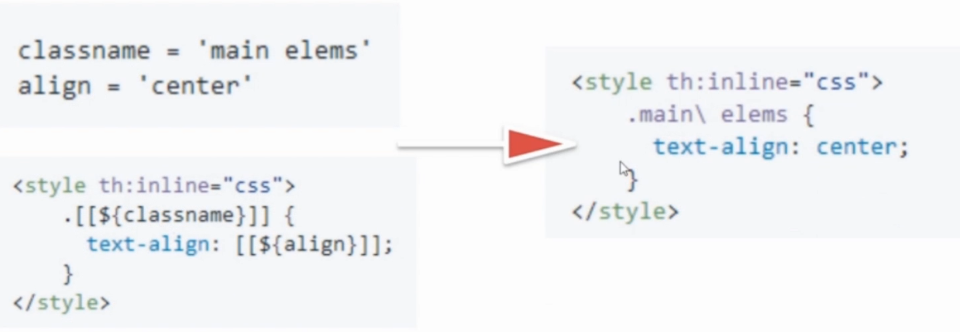 classname = 'main elems'
align = 'center'
<style th:inline="css">
.[[${classname}]] {
text-align: [[${align}]];
}
</style>
<style th:inline="css">
.main\ elems {
text-align: center;
}
</style>